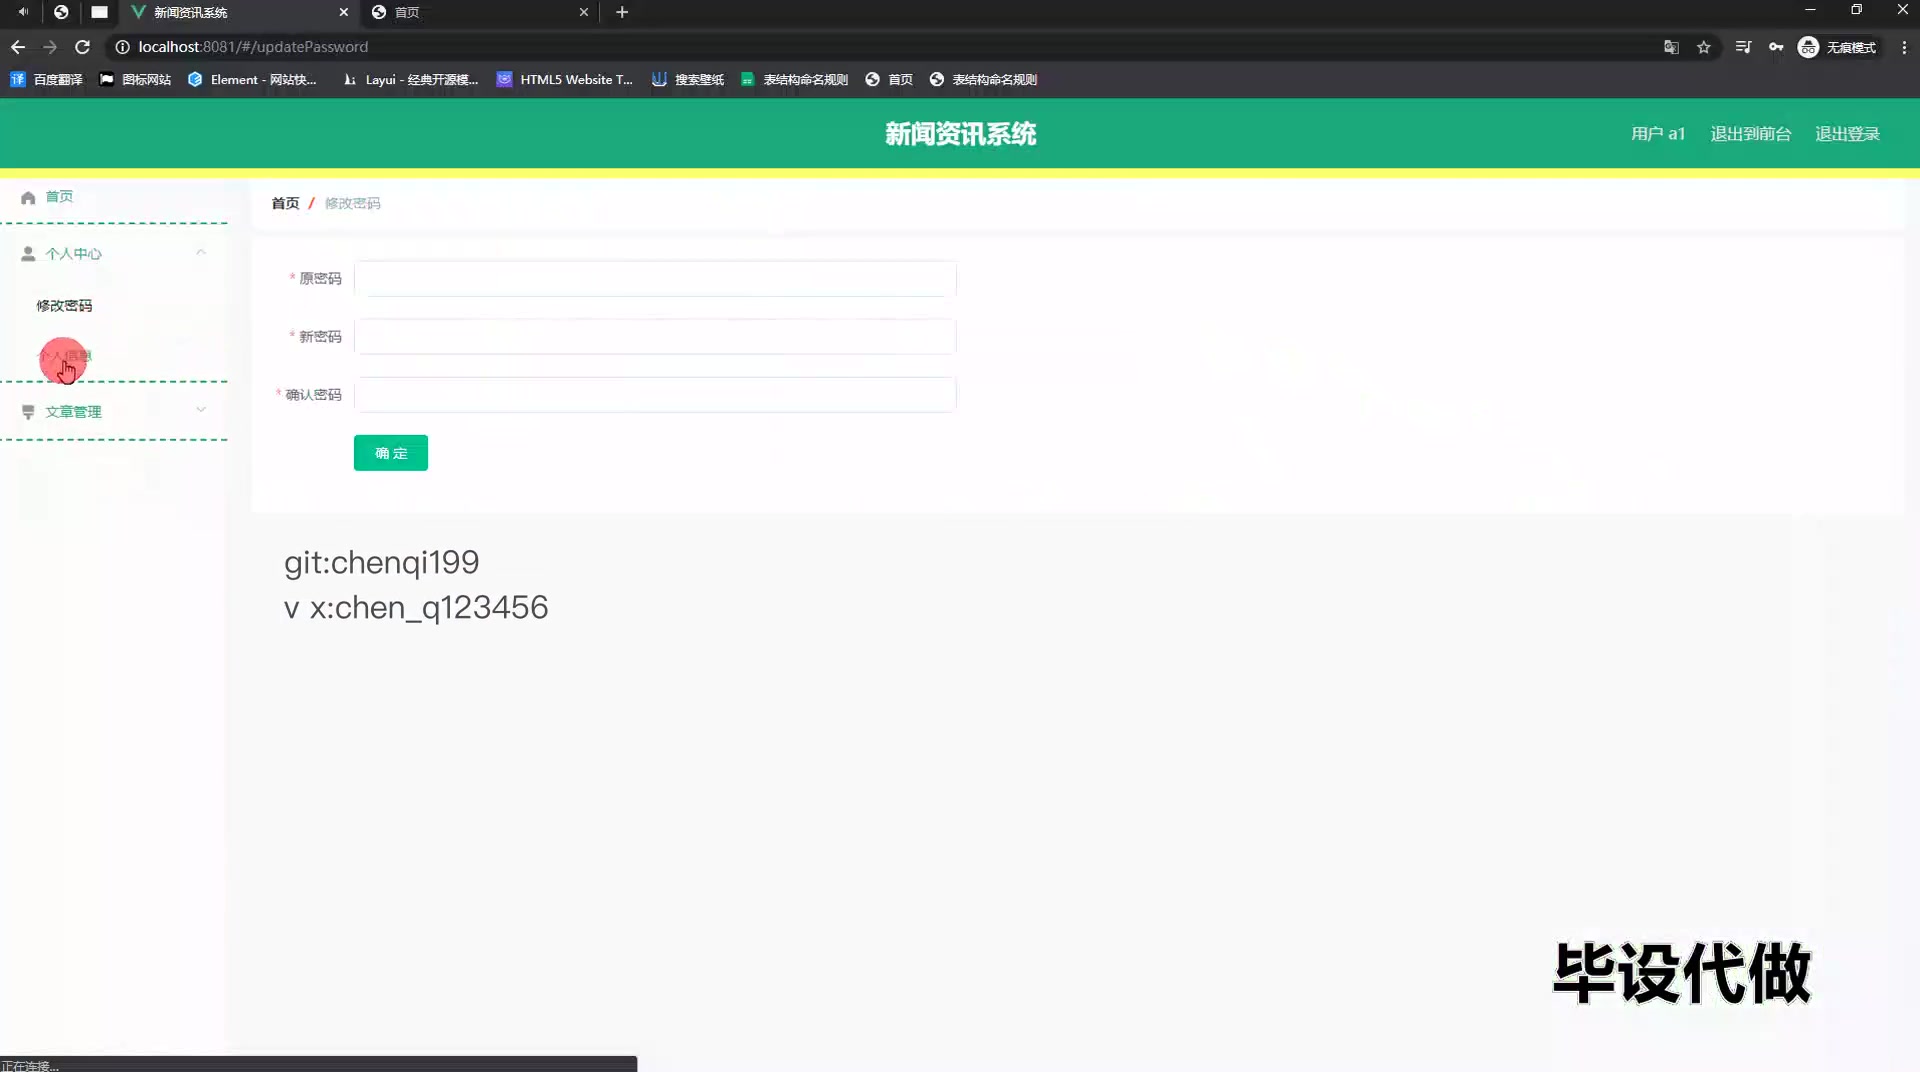 新闻资讯系统
首页
localhost:8081/#/updatePassword
无痕模式
百度翻译
图标网站
Element - 网站快...
Layui - 经典开源模...
HTML5 Website T...
搜索壁纸
表结构命名规则
首页
表结构命名规则
新闻资讯系统
用户 a1
退出到前台
退出登录
首页
个人中心
修改密码
个人信息
文章管理
首页 / 修改密码
* 原密码
* 新密码
* 确认密码
确 定
git:chenqi199
v x:chen_q123456
毕设代做
正在连接...